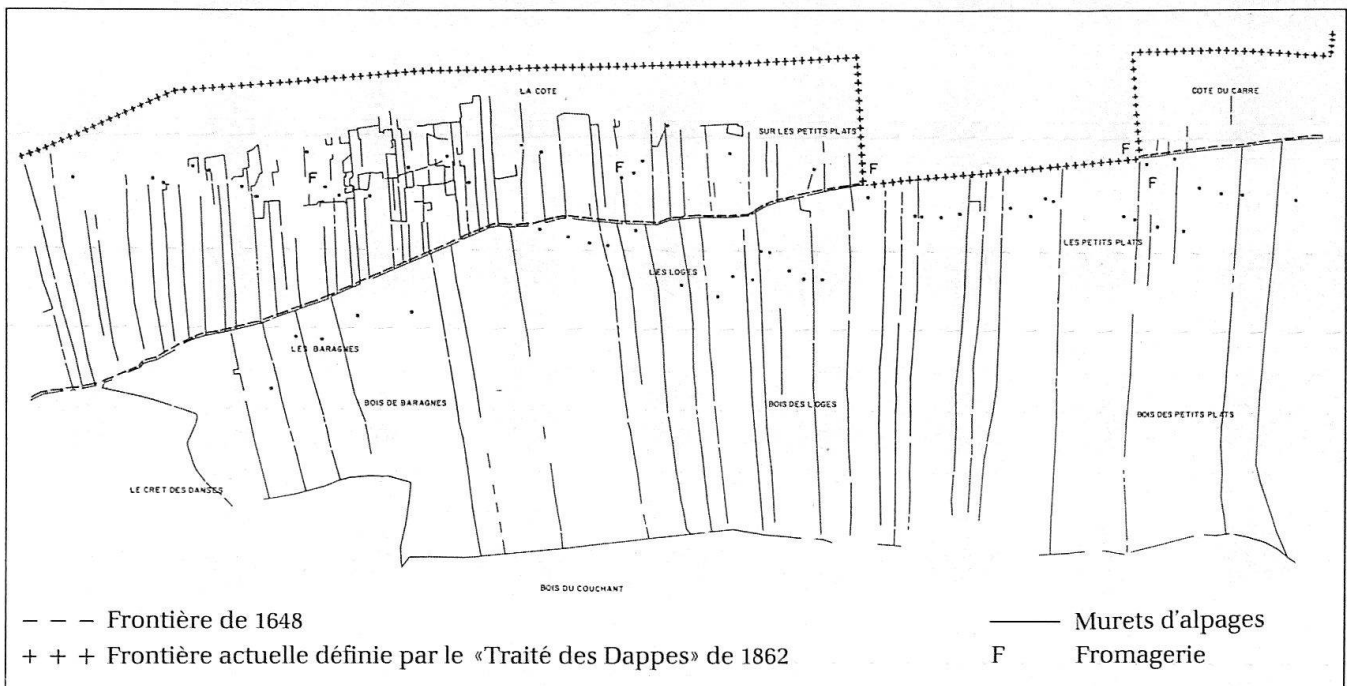 LA COTE
COTE DU CARRE
SUR LES PETITS PLATS
F
F
F
F
F
LES PETITS PLATS
LES LOGES
LES BARAGNES
BOIS DE BARAGNES
BOIS DES LOGES
BOIS DES PETITS PLATS
LE CRET DES DANSES
BOIS DU COUCHANT
– – – Frontière de 1648
+ + + Frontière actuelle définie par le «Traité des Dappes» de 1862
Murets d'alpages
F Fromagerie